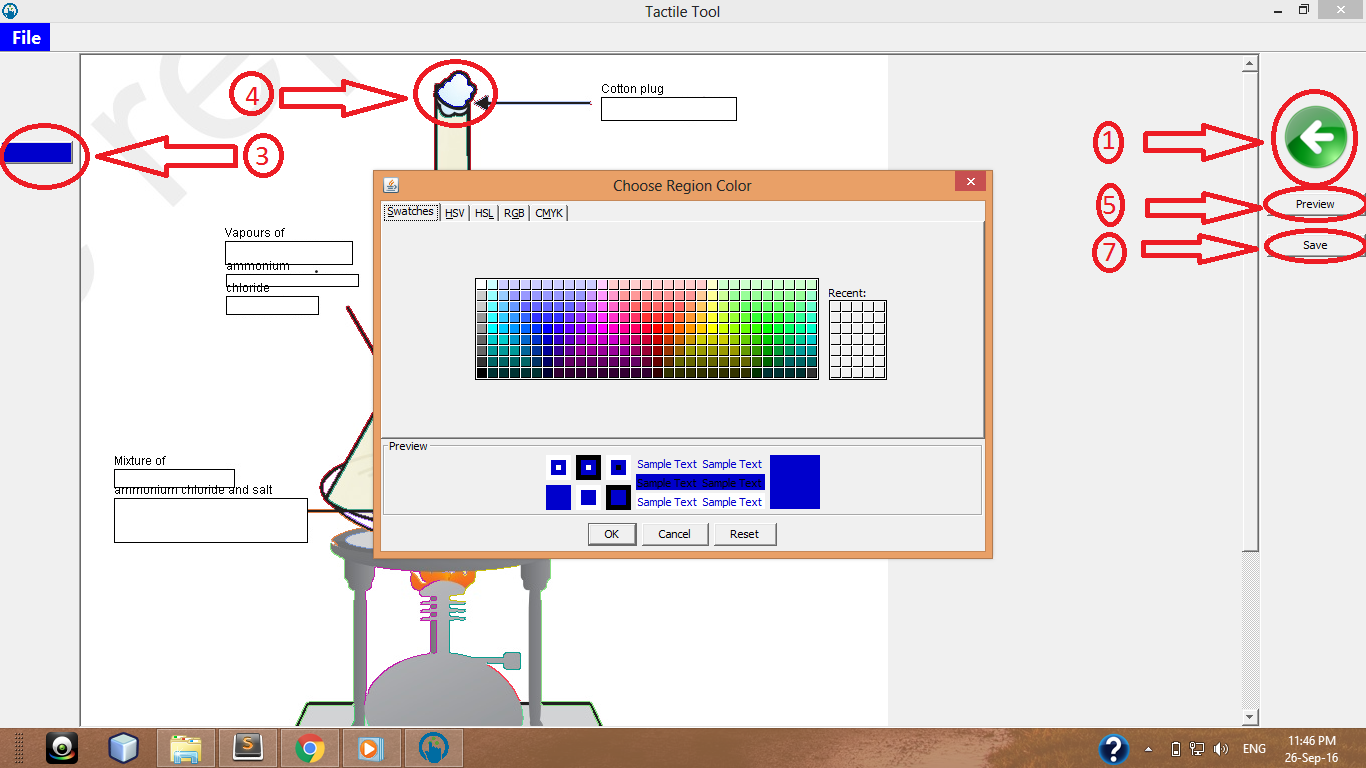 Tactile Tool
File
re
4
Cotton plug
3
1
5
Preview
7
Save
Choose Region Color
Swatches HSV HSL RGB CMYK
Vapours of
ammonium
chloride
Recent:
Mixture of
ammonium chloride and salt
Preview
Sample Text Sample Text
Sample Text Sample Text
Sample Text Sample Text
OK Cancel Reset
S
?
ENG
11:46 PM
26-Sep-16